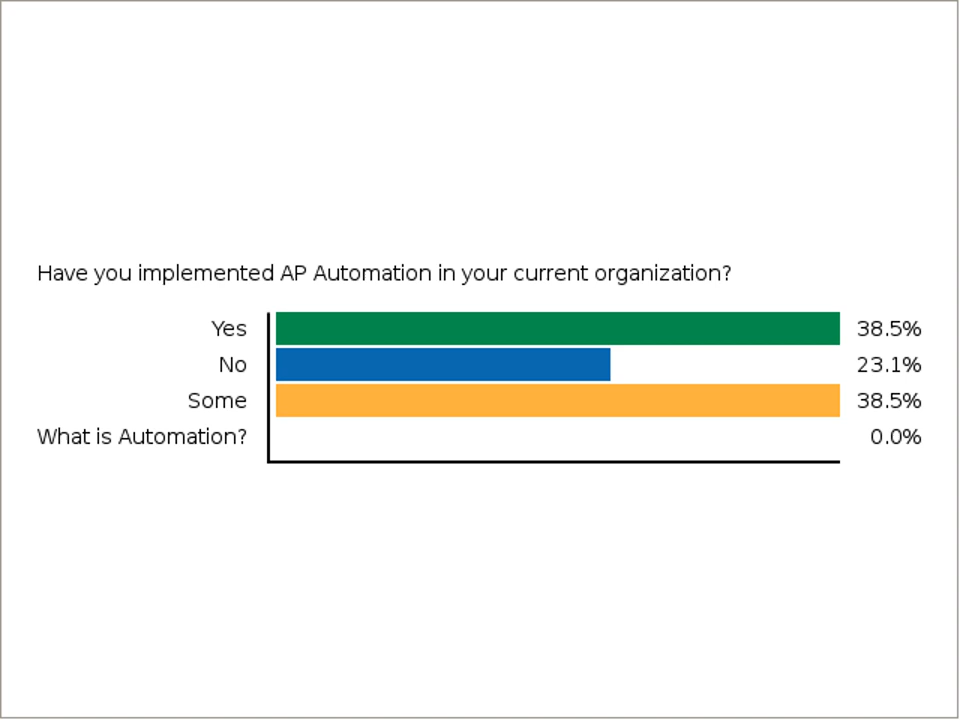 Have you implemented AP Automation in your current organization?
Yes 38.5%
No 23.1%
Some 38.5%
What is Automation? 0.0%